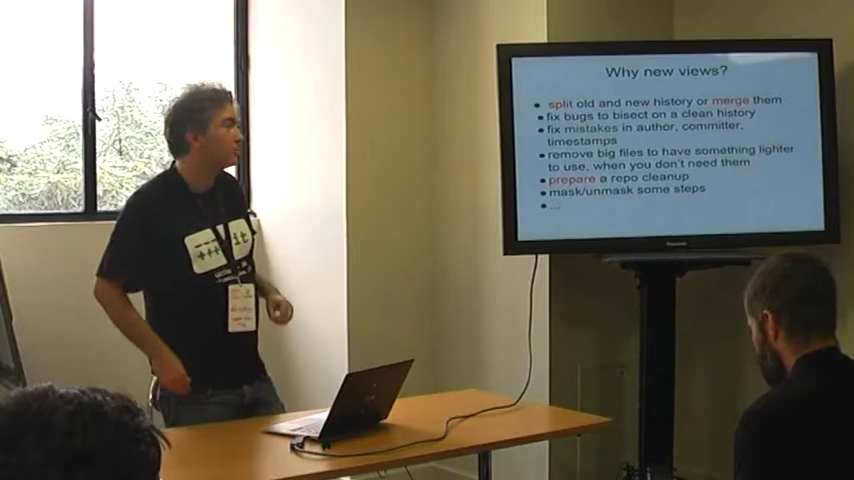 Why new views?
• split old and new history or merge them
• fix bugs to bisect on a clean history
• fix mistakes in author, committer,
timestamps
• remove big files to have something lighter
to use, when you don't need them
• prepare a repo cleanup
• mask/unmask some steps
• ...
---
+++ it